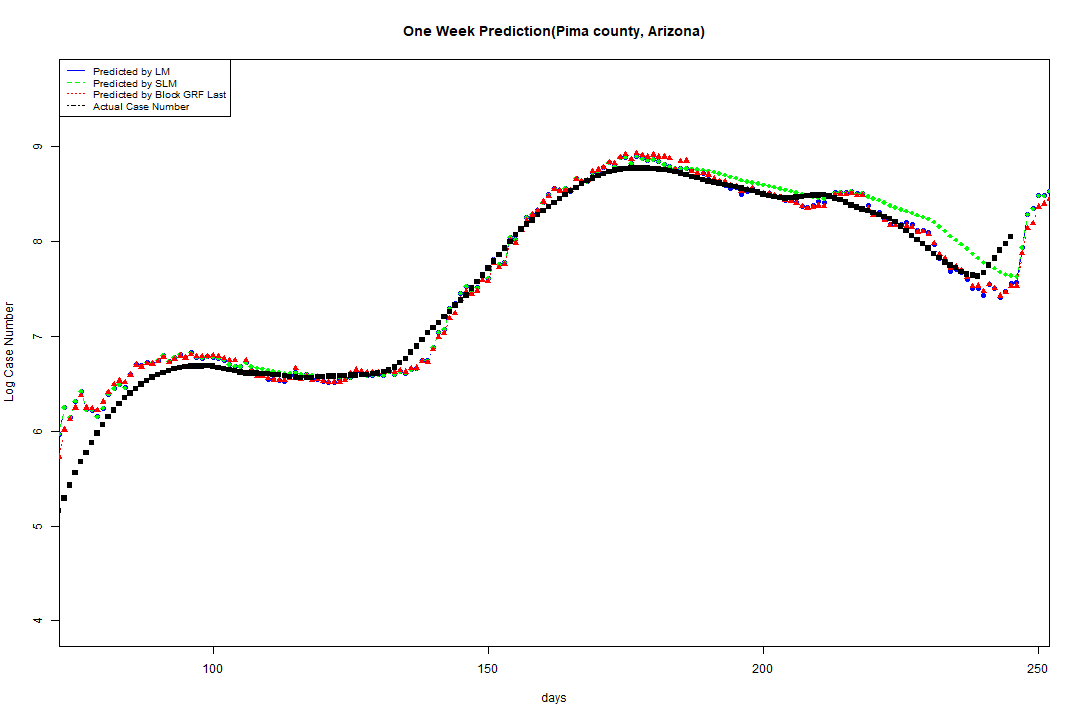 One Week Prediction(Pima county, Arizona)
Predicted by LM
Predicted by SLM
Predicted by Block GRF Last
Actual Case Number
Log Case Number
9
8
7
6
5
4
100 150 200 250
days